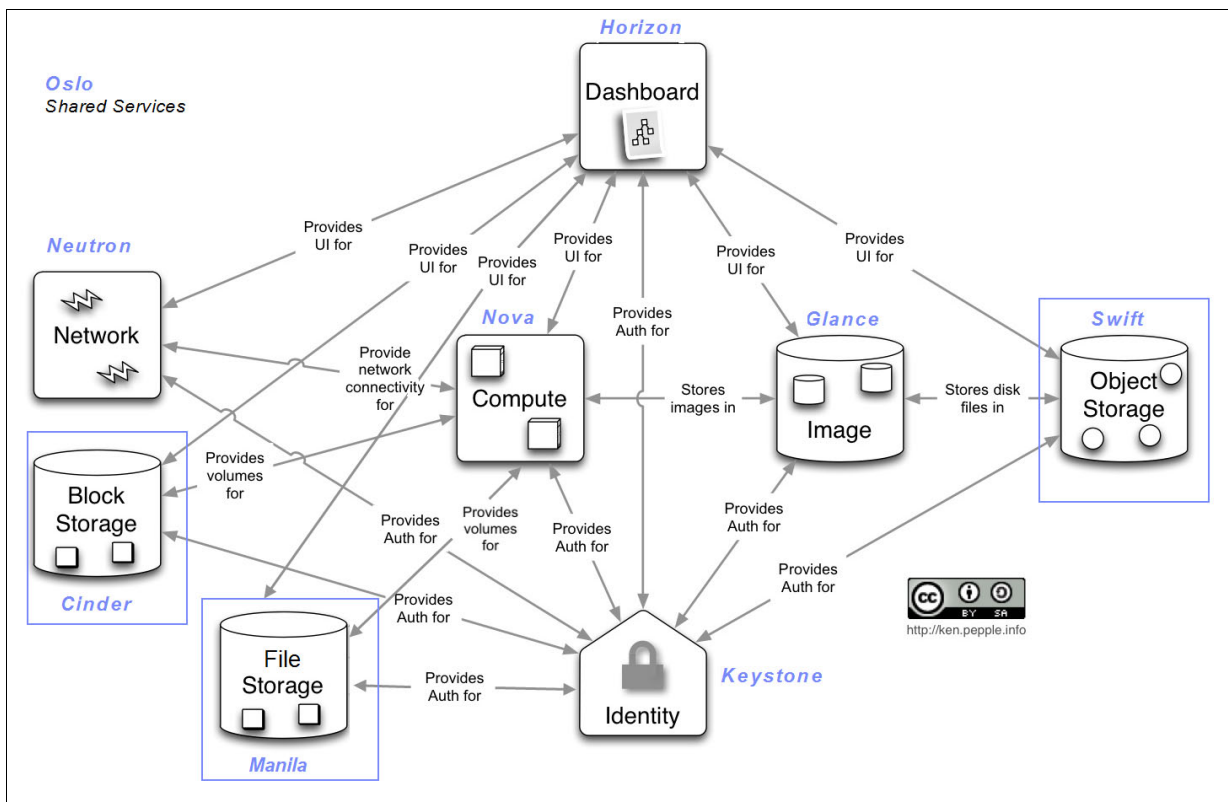 Horizon
Oslo
Shared Services
Dashboard
Provides
UI for
Provides
UI for
Provides
UI for
Provides
UI for
Provides
UI for
Provides
UI for
Neutron
Network
Provides
Auth for
Nova
Compute
Glance
Image
Swift
Object
Storage
Provide
network
connectivity
for
Stores
images in
Stores disk
files in
Provides
volumes
for
Block
Storage
Cinder
Provides
Auth for
Provides
volumes
for
Provides
Auth for
Provides
Auth for
Provides
Auth for
Provides
Auth for
cc
BY SA
http://ken.pepple.info
File
Storage
Manila
Provides
Auth for
Identity
Keystone